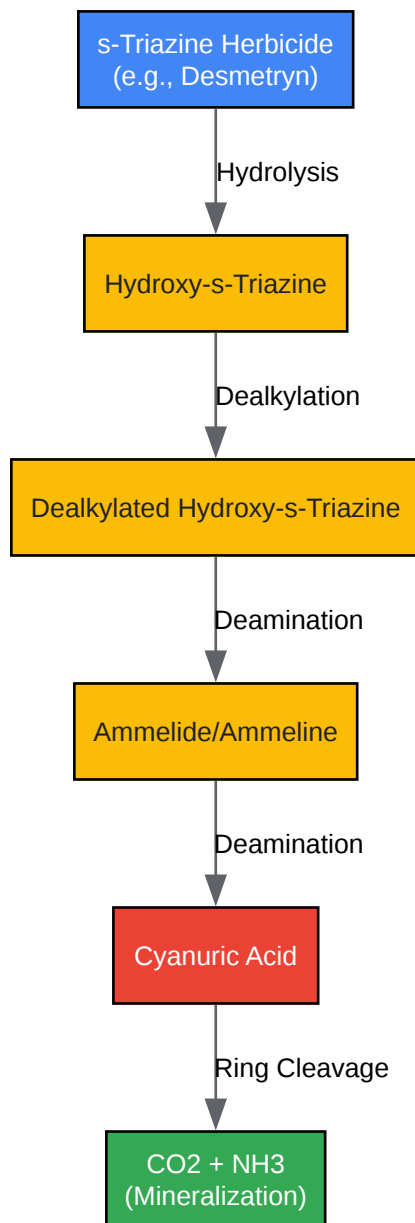 s-Triazine Herbicide
(e.g., Desmetryn)
Hydrolysis
Hydroxy-s-Triazine
Dealkylation
Dealkylated Hydroxy-s-Triazine
Deamination
Ammelide/Ammeline
Deamination
Cyanuric Acid
Ring Cleavage
CO2 + NH3
(Mineralization)